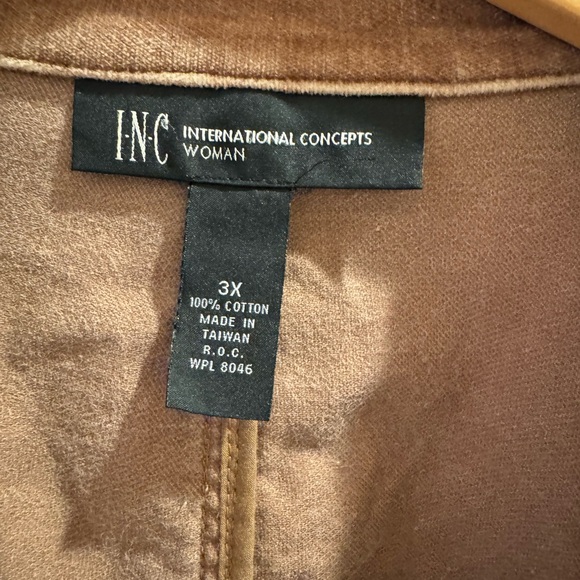 I·N·C INTERNATIONAL CONCEPTS
WOMAN
3X
100% COTTON
MADE IN
TAIWAN
R.O.C.
WPL 8046